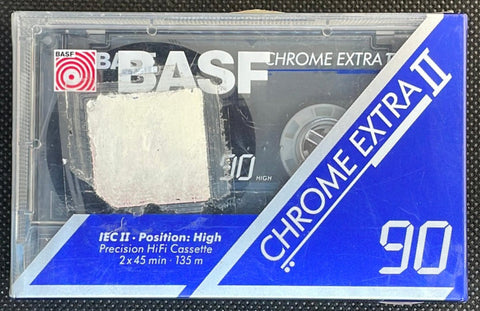 BASF
BASF
CHROME EXTRA
90 HIGH
CHROME EXTRA II
IEC II · Position: High
Precision HiFi Cassette
2 x 45 min · 135 m
90